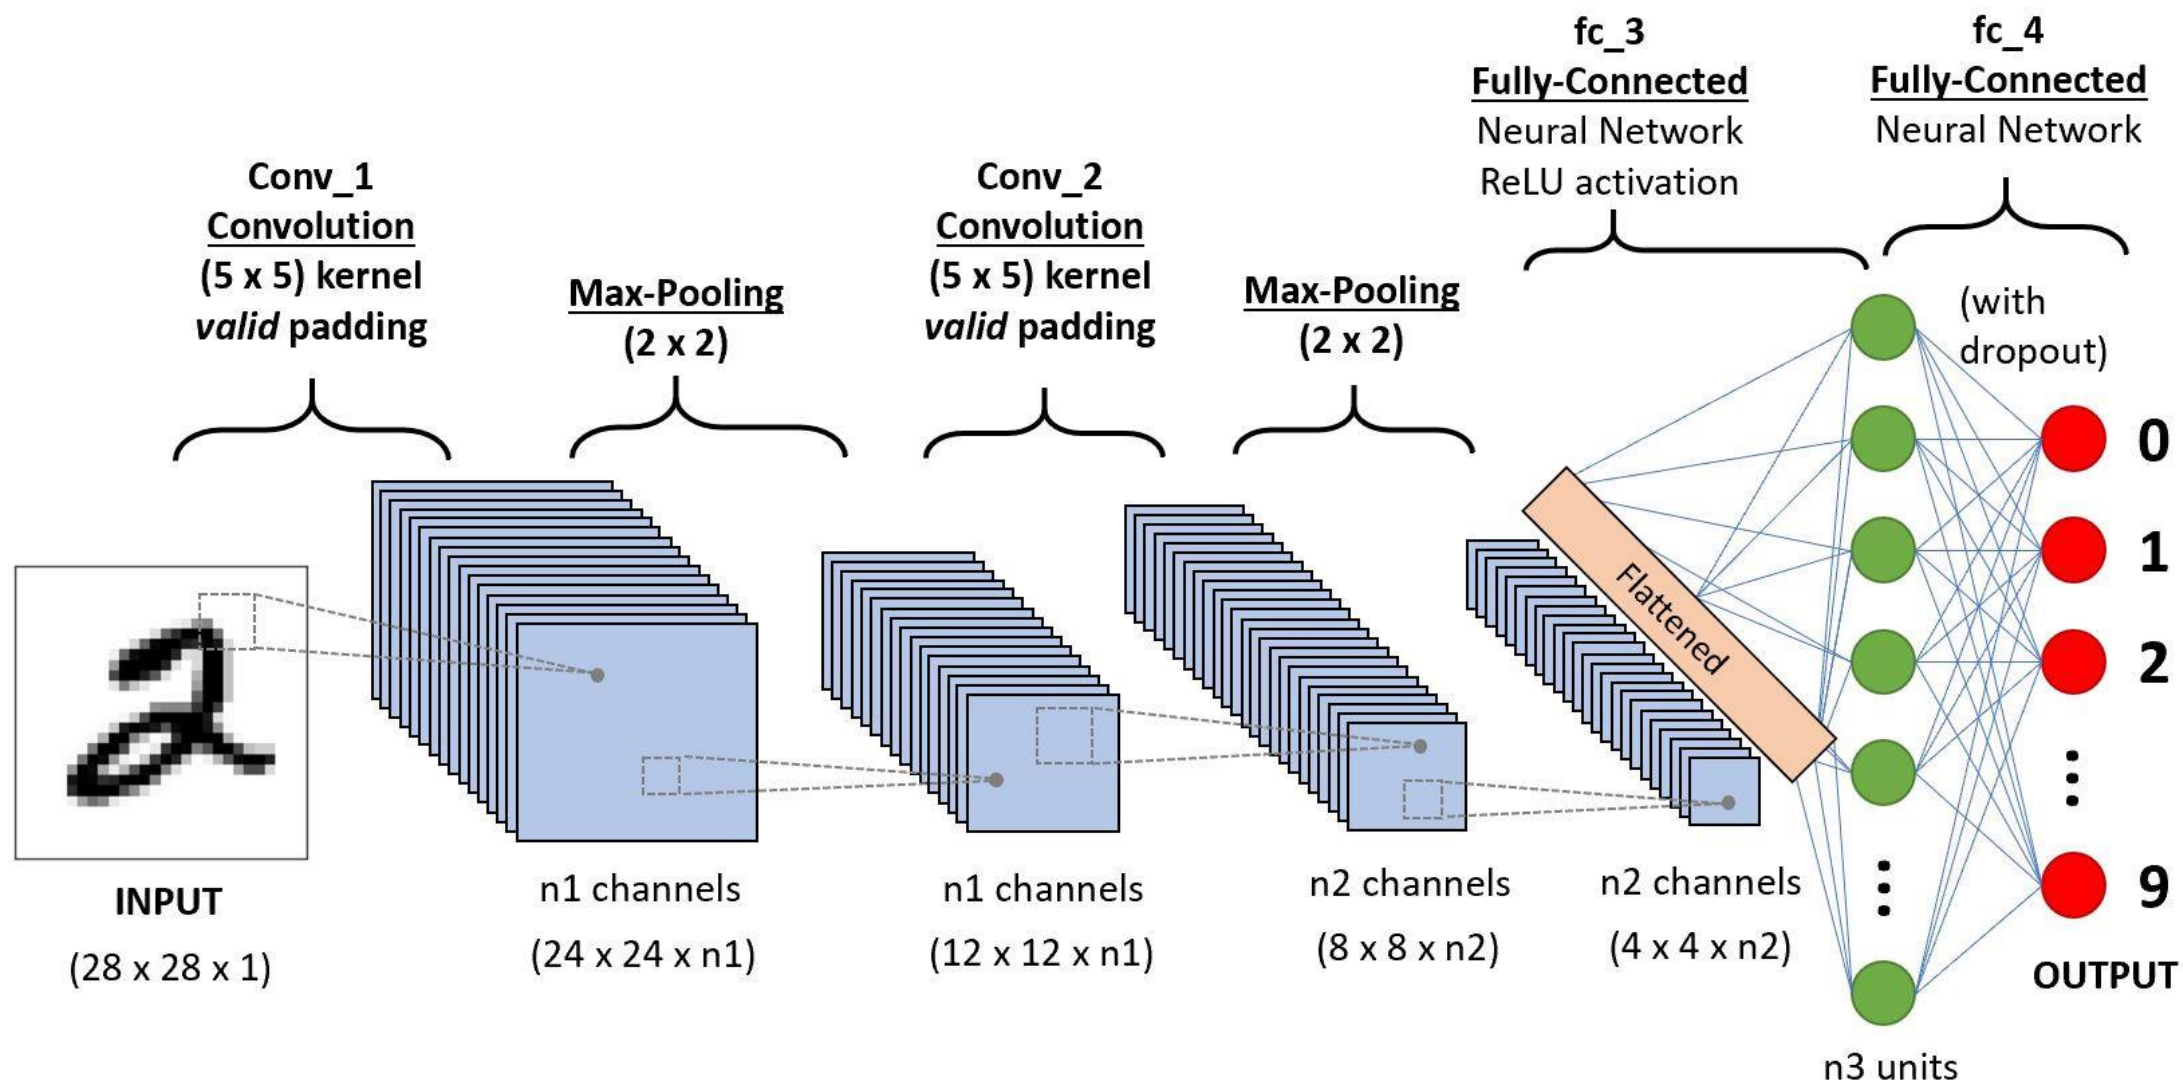 Conv_1
Convolution
(5 x 5) kernel
valid padding
Max-Pooling
(2 x 2)
Conv_2
Convolution
(5 x 5) kernel
valid padding
Max-Pooling
(2 x 2)
fc_3
Fully-Connected
Neural Network
ReLU activation
fc_4
Fully-Connected
Neural Network
(with
dropout)
Flattened
0
1
2
9
OUTPUT
INPUT
(28 x 28 x 1)
n1 channels
(24 x 24 x n1)
n1 channels
(12 x 12 x n1)
n2 channels
(8 x 8 x n2)
n2 channels
(4 x 4 x n2)
n3 units
2